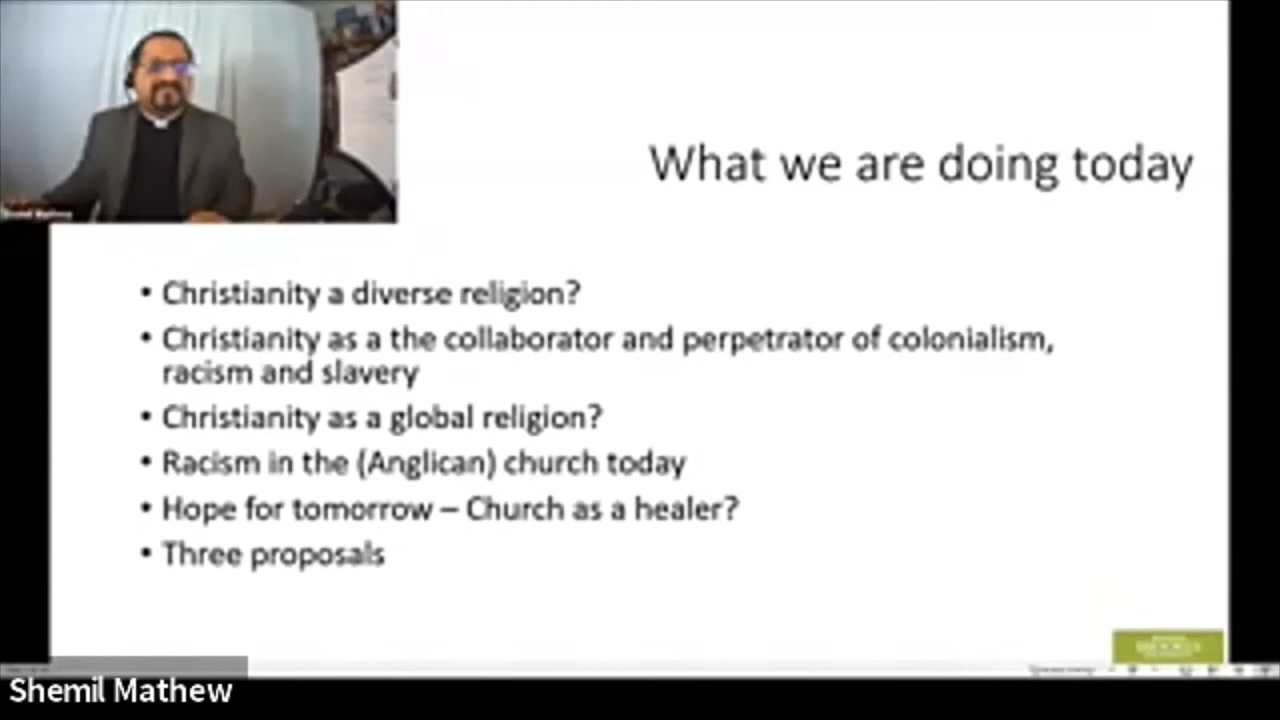 Shemil Mathew
What we are doing today
• Christianity a diverse religion?
• Christianity as a the collaborator and perpetrator of colonialism,
racism and slavery
• Christianity as a global religion?
• Racism in the (Anglican) church today
• Hope for tomorrow – Church as a healer?
• Three proposals
Shemil Mathew